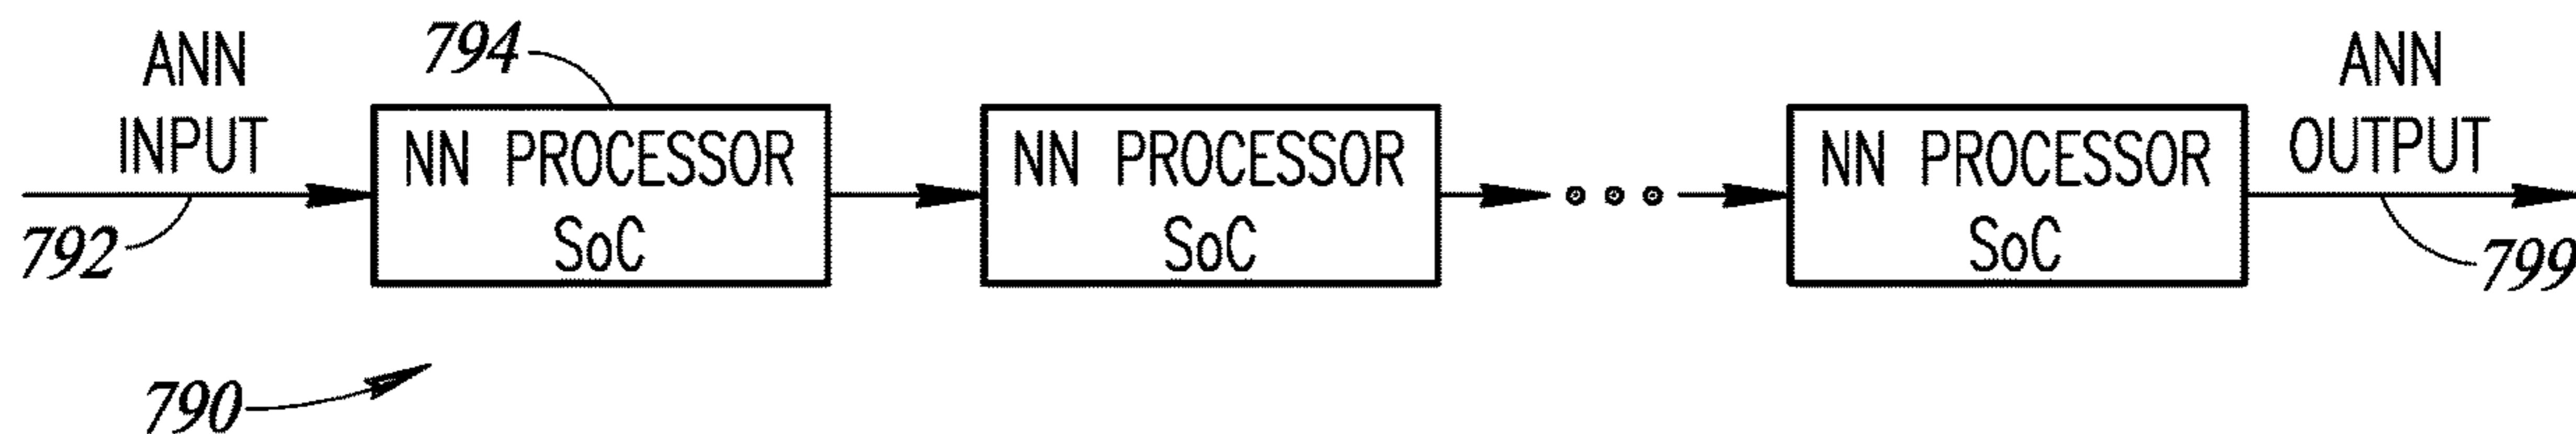 794
ANN
INPUT
792
NN PROCESSOR
SoC
NN PROCESSOR
SoC
NN PROCESSOR
SoC
ANN
OUTPUT
799
790